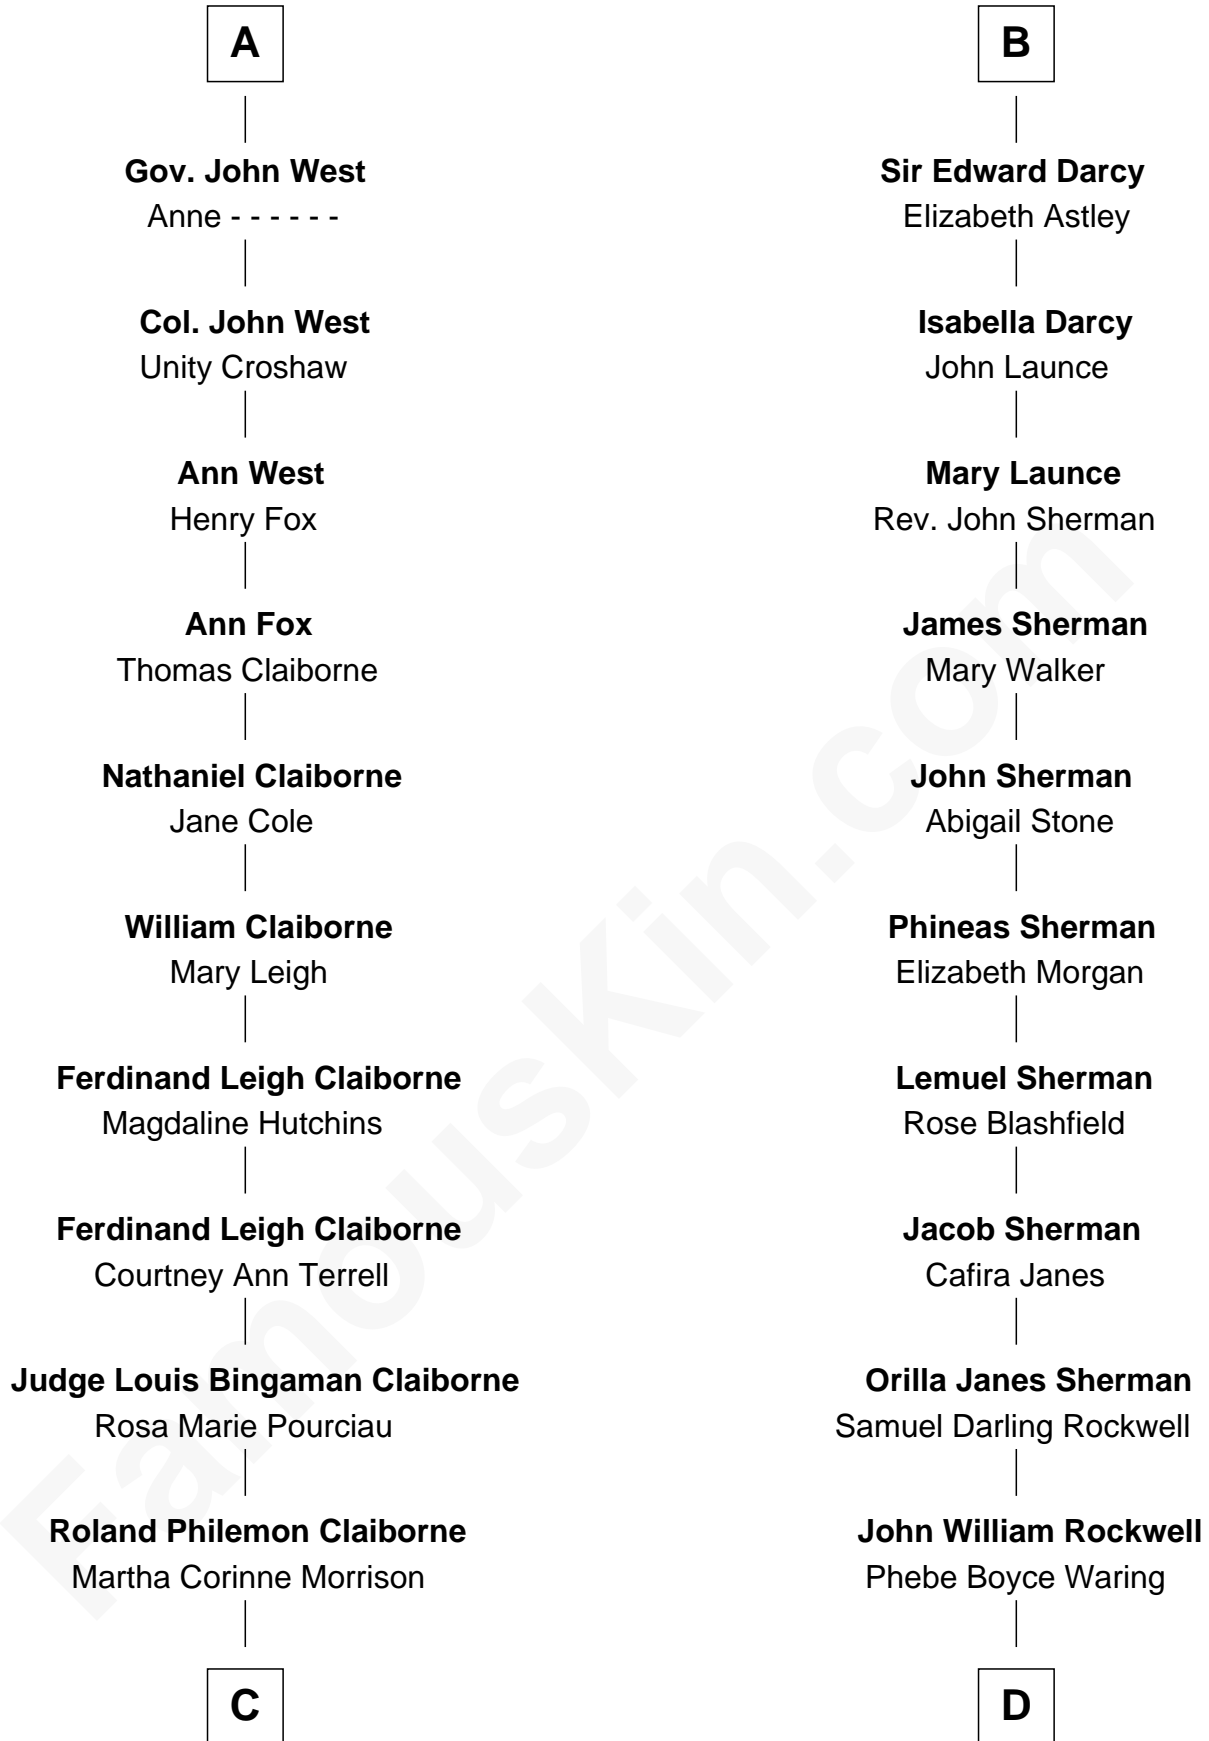 A
Gov. John West
Anne - - - - - -
Col. John West
Unity Croshaw
Ann West
Henry Fox
Ann Fox
Thomas Claiborne
Nathaniel Claiborne
Jane Cole
William Claiborne
Mary Leigh
Ferdinand Leigh Claiborne
Magdaline Hutchins
Ferdinand Leigh Claiborne
Courtney Ann Terrell
Judge Louis Bingaman Claiborne
Rosa Marie Pourciau
Roland Philemon Claiborne
Martha Corinne Morrison
C
B
Sir Edward Darcy
Elizabeth Astley
Isabella Darcy
John Launce
Mary Launce
Rev. John Sherman
James Sherman
Mary Walker
John Sherman
Abigail Stone
Phineas Sherman
Elizabeth Morgan
Lemuel Sherman
Rose Blashfield
Jacob Sherman
Cafira Janes
Orilla Janes Sherman
Samuel Darling Rockwell
John William Rockwell
Phebe Boyce Waring
D
FamousKin.com